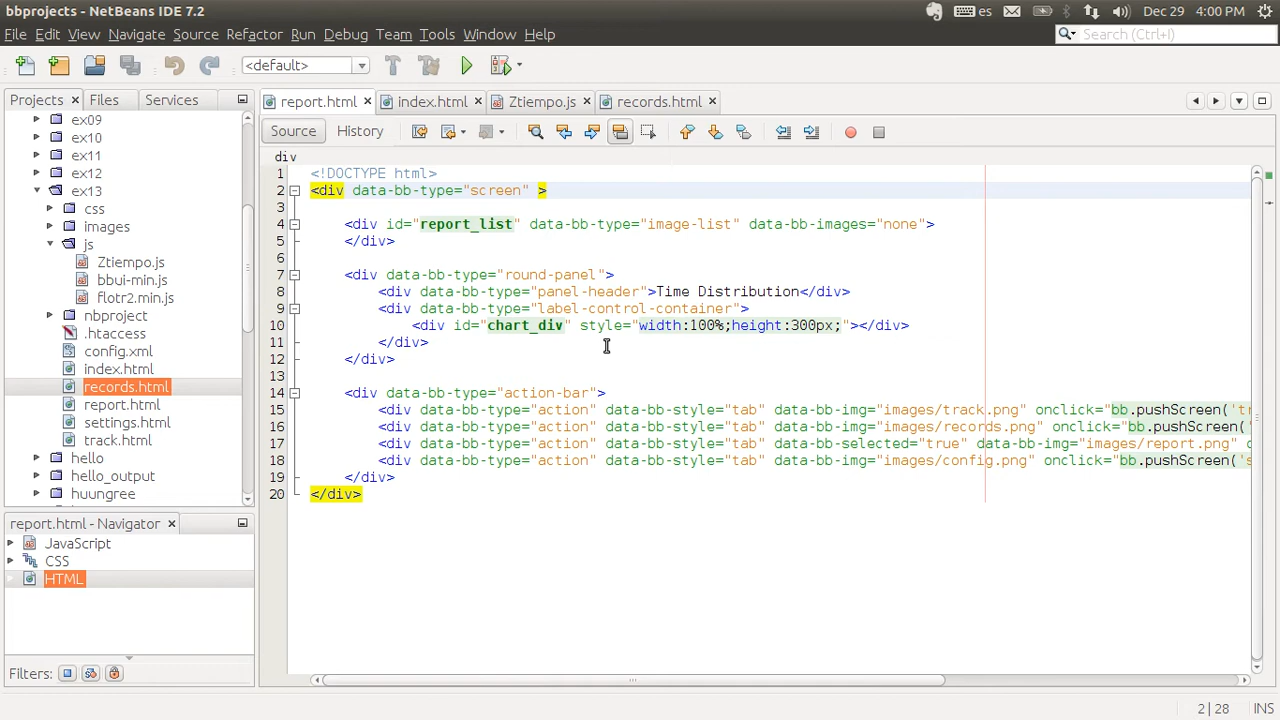 bbprojects - NetBeans IDE 7.2
es
Dec 29 4:00 PM
File Edit View Navigate Source Refactor Run Debug Team Tools Window Help
Search (Ctrl+I)
<default>
Projects Files Services
report.html index.html Ztiempo.js records.html
Source History
div
ex09
ex10
ex11
ex12
ex13
css
images
js
Ztiempo.js
bbui-min.js
flotr2.min.js
nbproject
.htaccess
config.xml
index.html
records.html
report.html
settings.html
track.html
hello
hello_output
huungree
1 <!DOCTYPE html>
2 <div data-bb-type="screen" >
3
4 <div id="report_list" data-bb-type="image-list" data-bb-images="none">
5 </div>
6
7 <div data-bb-type="round-panel">
8 <div data-bb-type="panel-header">Time Distribution</div>
9 <div data-bb-type="label-control-container">
10 <div id="chart_div" style="width:100%;height:300px;"></div>
11 </div>
12 </div>
13
14 <div data-bb-type="action-bar">
15 <div data-bb-type="action" data-bb-style="tab" data-bb-img="images/track.png" onclick="bb.pushScreen('tr
16 <div data-bb-type="action" data-bb-style="tab" data-bb-img="images/records.png" onclick="bb.pushScreen('
17 <div data-bb-type="action" data-bb-style="tab" data-bb-selected="true" data-bb-img="images/report.png" o
18 <div data-bb-type="action" data-bb-style="tab" data-bb-img="images/config.png" onclick="bb.pushScreen('s
19 </div>
20 </div>
report.html - Navigator
JavaScript
CSS
HTML
Filters:
2 | 28 INS